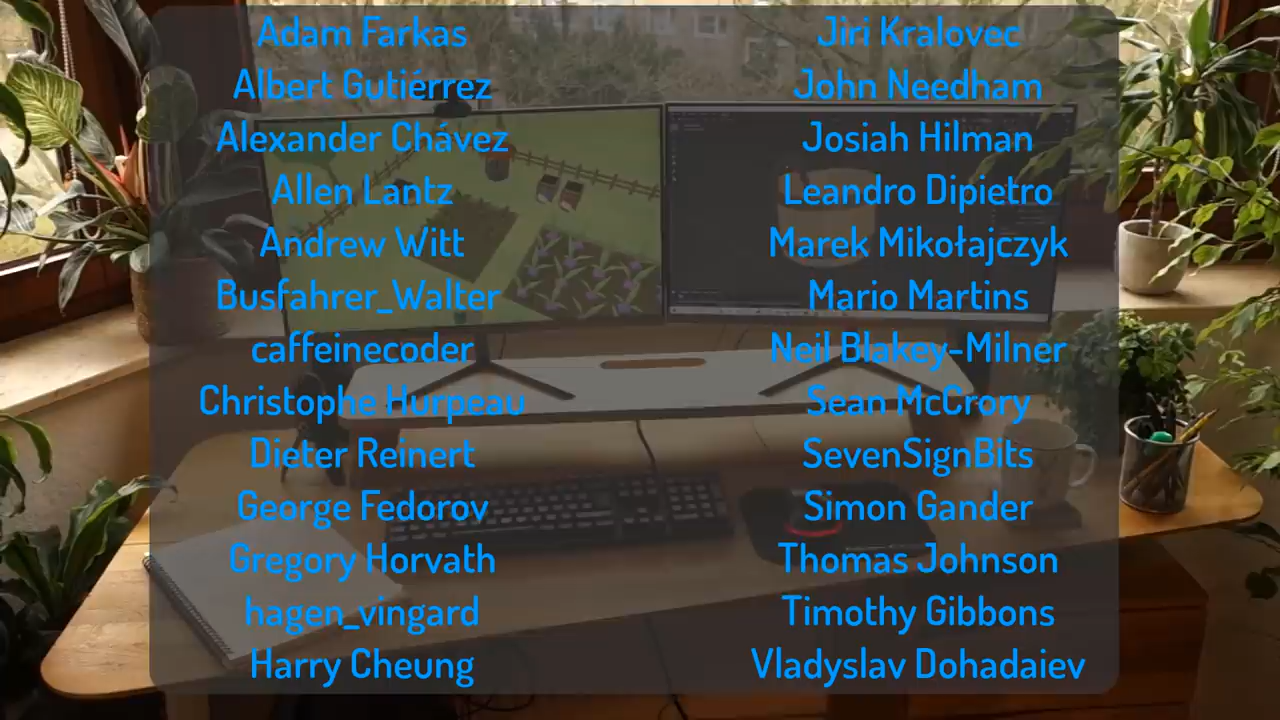 Adam Farkas
Albert Gutiérrez
Alexander Chávez
Allen Lantz
Andrew Witt
Busfahrer_Walter
caffeinecoder
Christophe Hurpeau
Dieter Reinert
George Fedorov
Gregory Horvath
hagen_vingard
Harry Cheung
Jiri Kralovec
John Needham
Josiah Hilman
Leandro Dipietro
Marek Mikołajczyk
Mario Martins
Neil Blakey-Milner
Sean McCrory
SevenSignBits
Simon Gander
Thomas Johnson
Timothy Gibbons
Vladyslav Dohadaiev